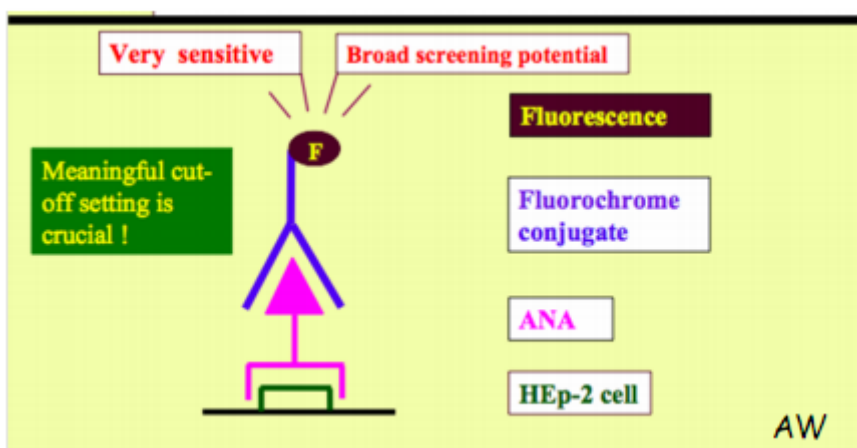 Very sensitive
Broad screening potential
F
Fluorescence
Meaningful cut-
off setting is
crucial !
Fluorochrome
conjugate
ANA
HEp-2 cell
AW